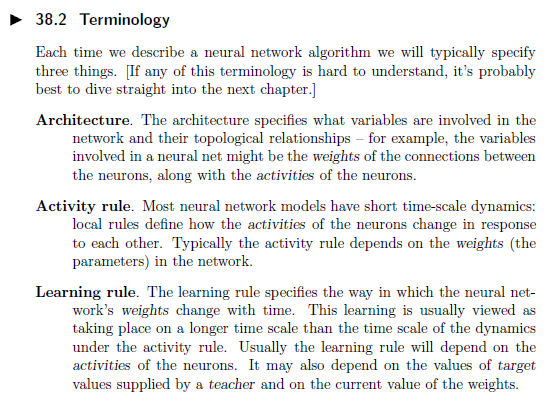 ► 38.2 Terminology
Each time we describe a neural network algorithm we will typically specify
three things. [If any of this terminology is hard to understand, it's probably
best to dive straight into the next chapter.]
Architecture. The architecture specifies what variables are involved in the
network and their topological relationships – for example, the variables
involved in a neural net might be the weights of the connections between
the neurons, along with the activities of the neurons.
Activity rule. Most neural network models have short time-scale dynamics:
local rules define how the activities of the neurons change in response
to each other. Typically the activity rule depends on the weights (the
parameters) in the network.
Learning rule. The learning rule specifies the way in which the neural net-
work's weights change with time. This learning is usually viewed as
taking place on a longer time scale than the time scale of the dynamics
under the activity rule. Usually the learning rule will depend on the
activities of the neurons. It may also depend on the values of target
values supplied by a teacher and on the current value of the weights.